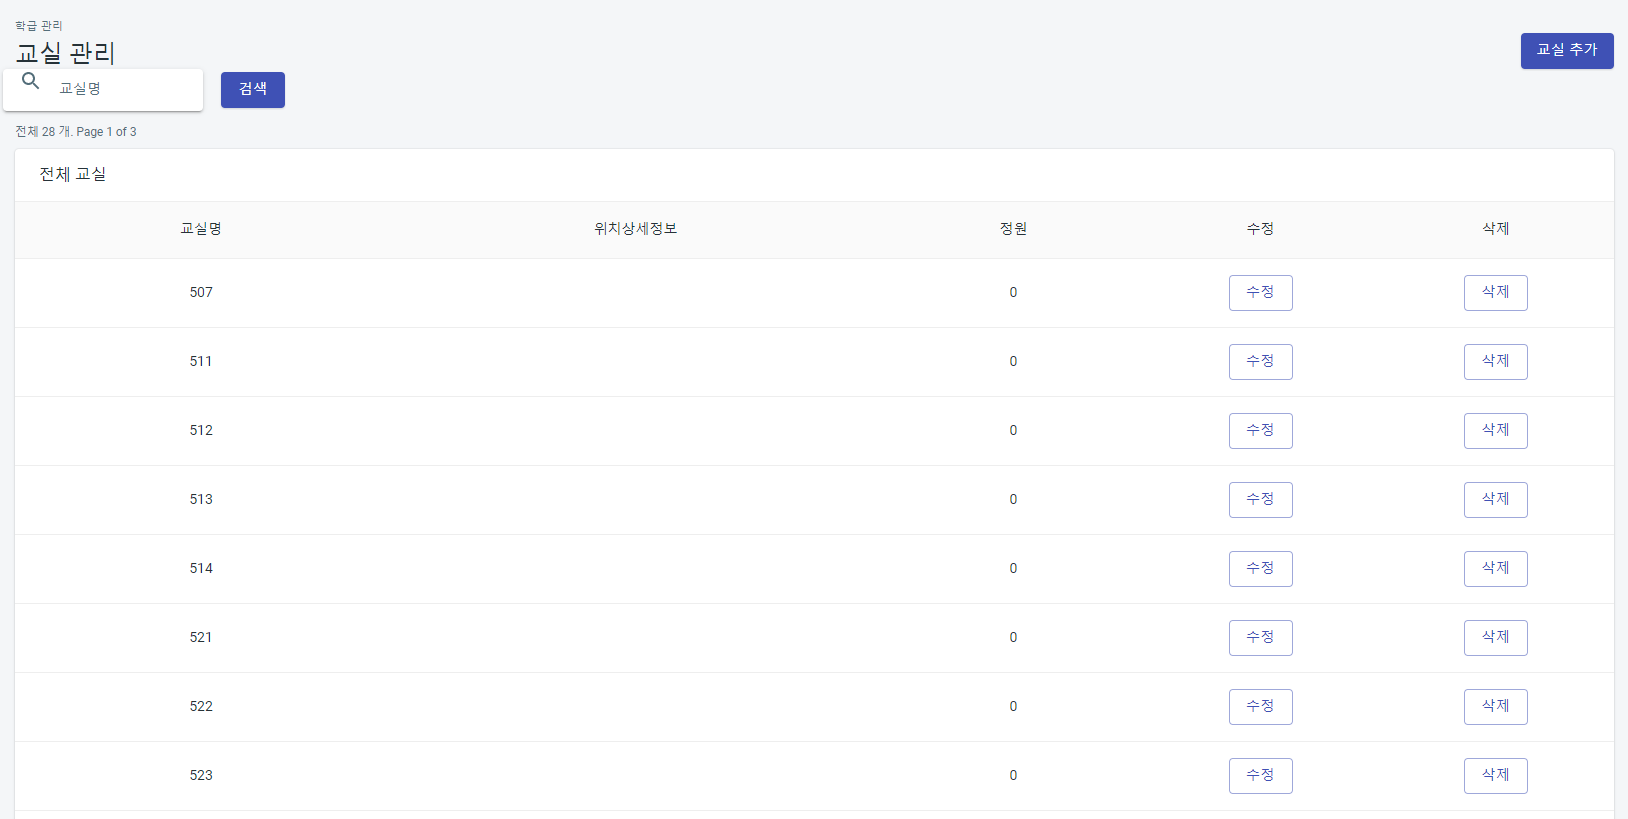 학급 관리
교실 관리
교실 추가
교실명
검색
전체 28 개. Page 1 of 3
전체 교실
교실명 위치상세정보 정원 수정 삭제
507 0 수정 삭제
511 0 수정 삭제
512 0 수정 삭제
513 0 수정 삭제
514 0 수정 삭제
521 0 수정 삭제
522 0 수정 삭제
523 0 수정 삭제